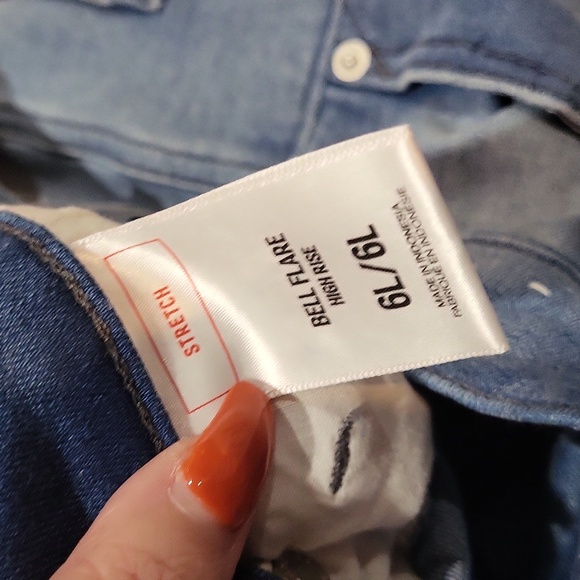 STRETCH
BELL FLARE
HIGH RISE
6L/6L
MADE IN INDONESIA
FABRIQUÉ EN INDONÉSIE